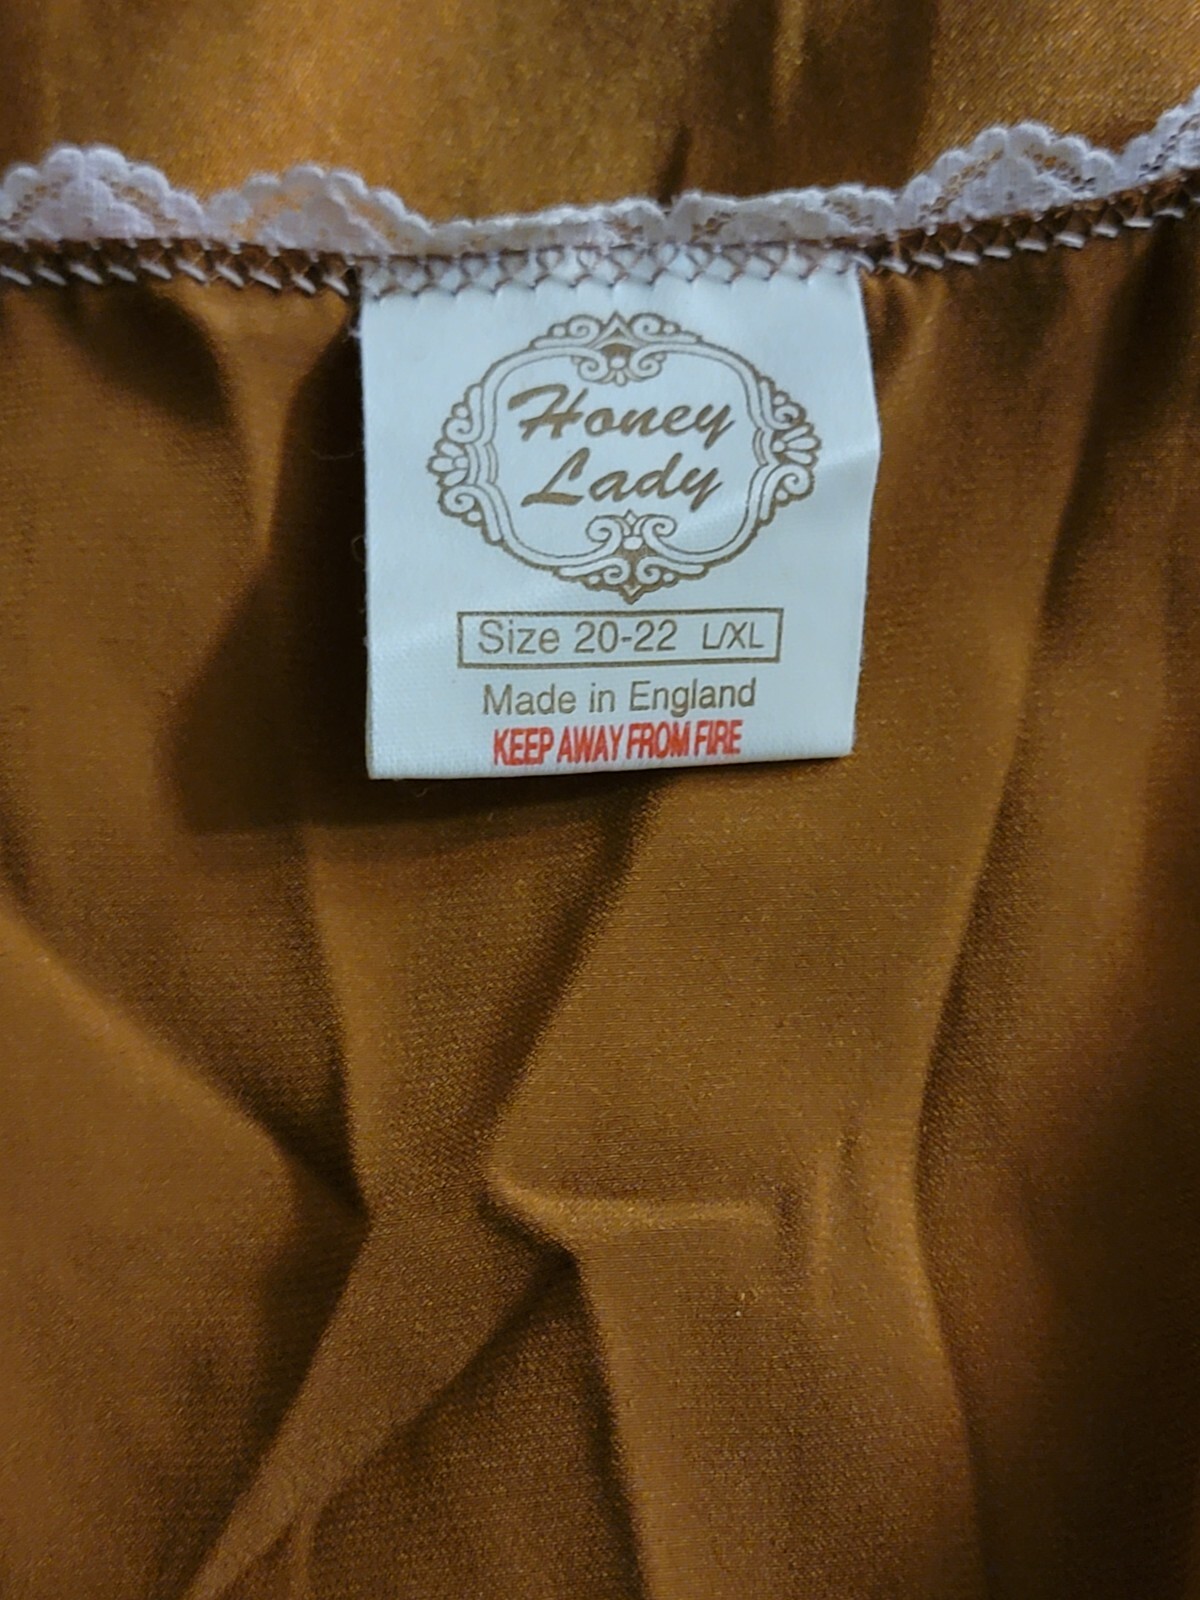 Honey
Lady
Size 20-22 L/XL
Made in England
KEEP AWAY FROM FIRE